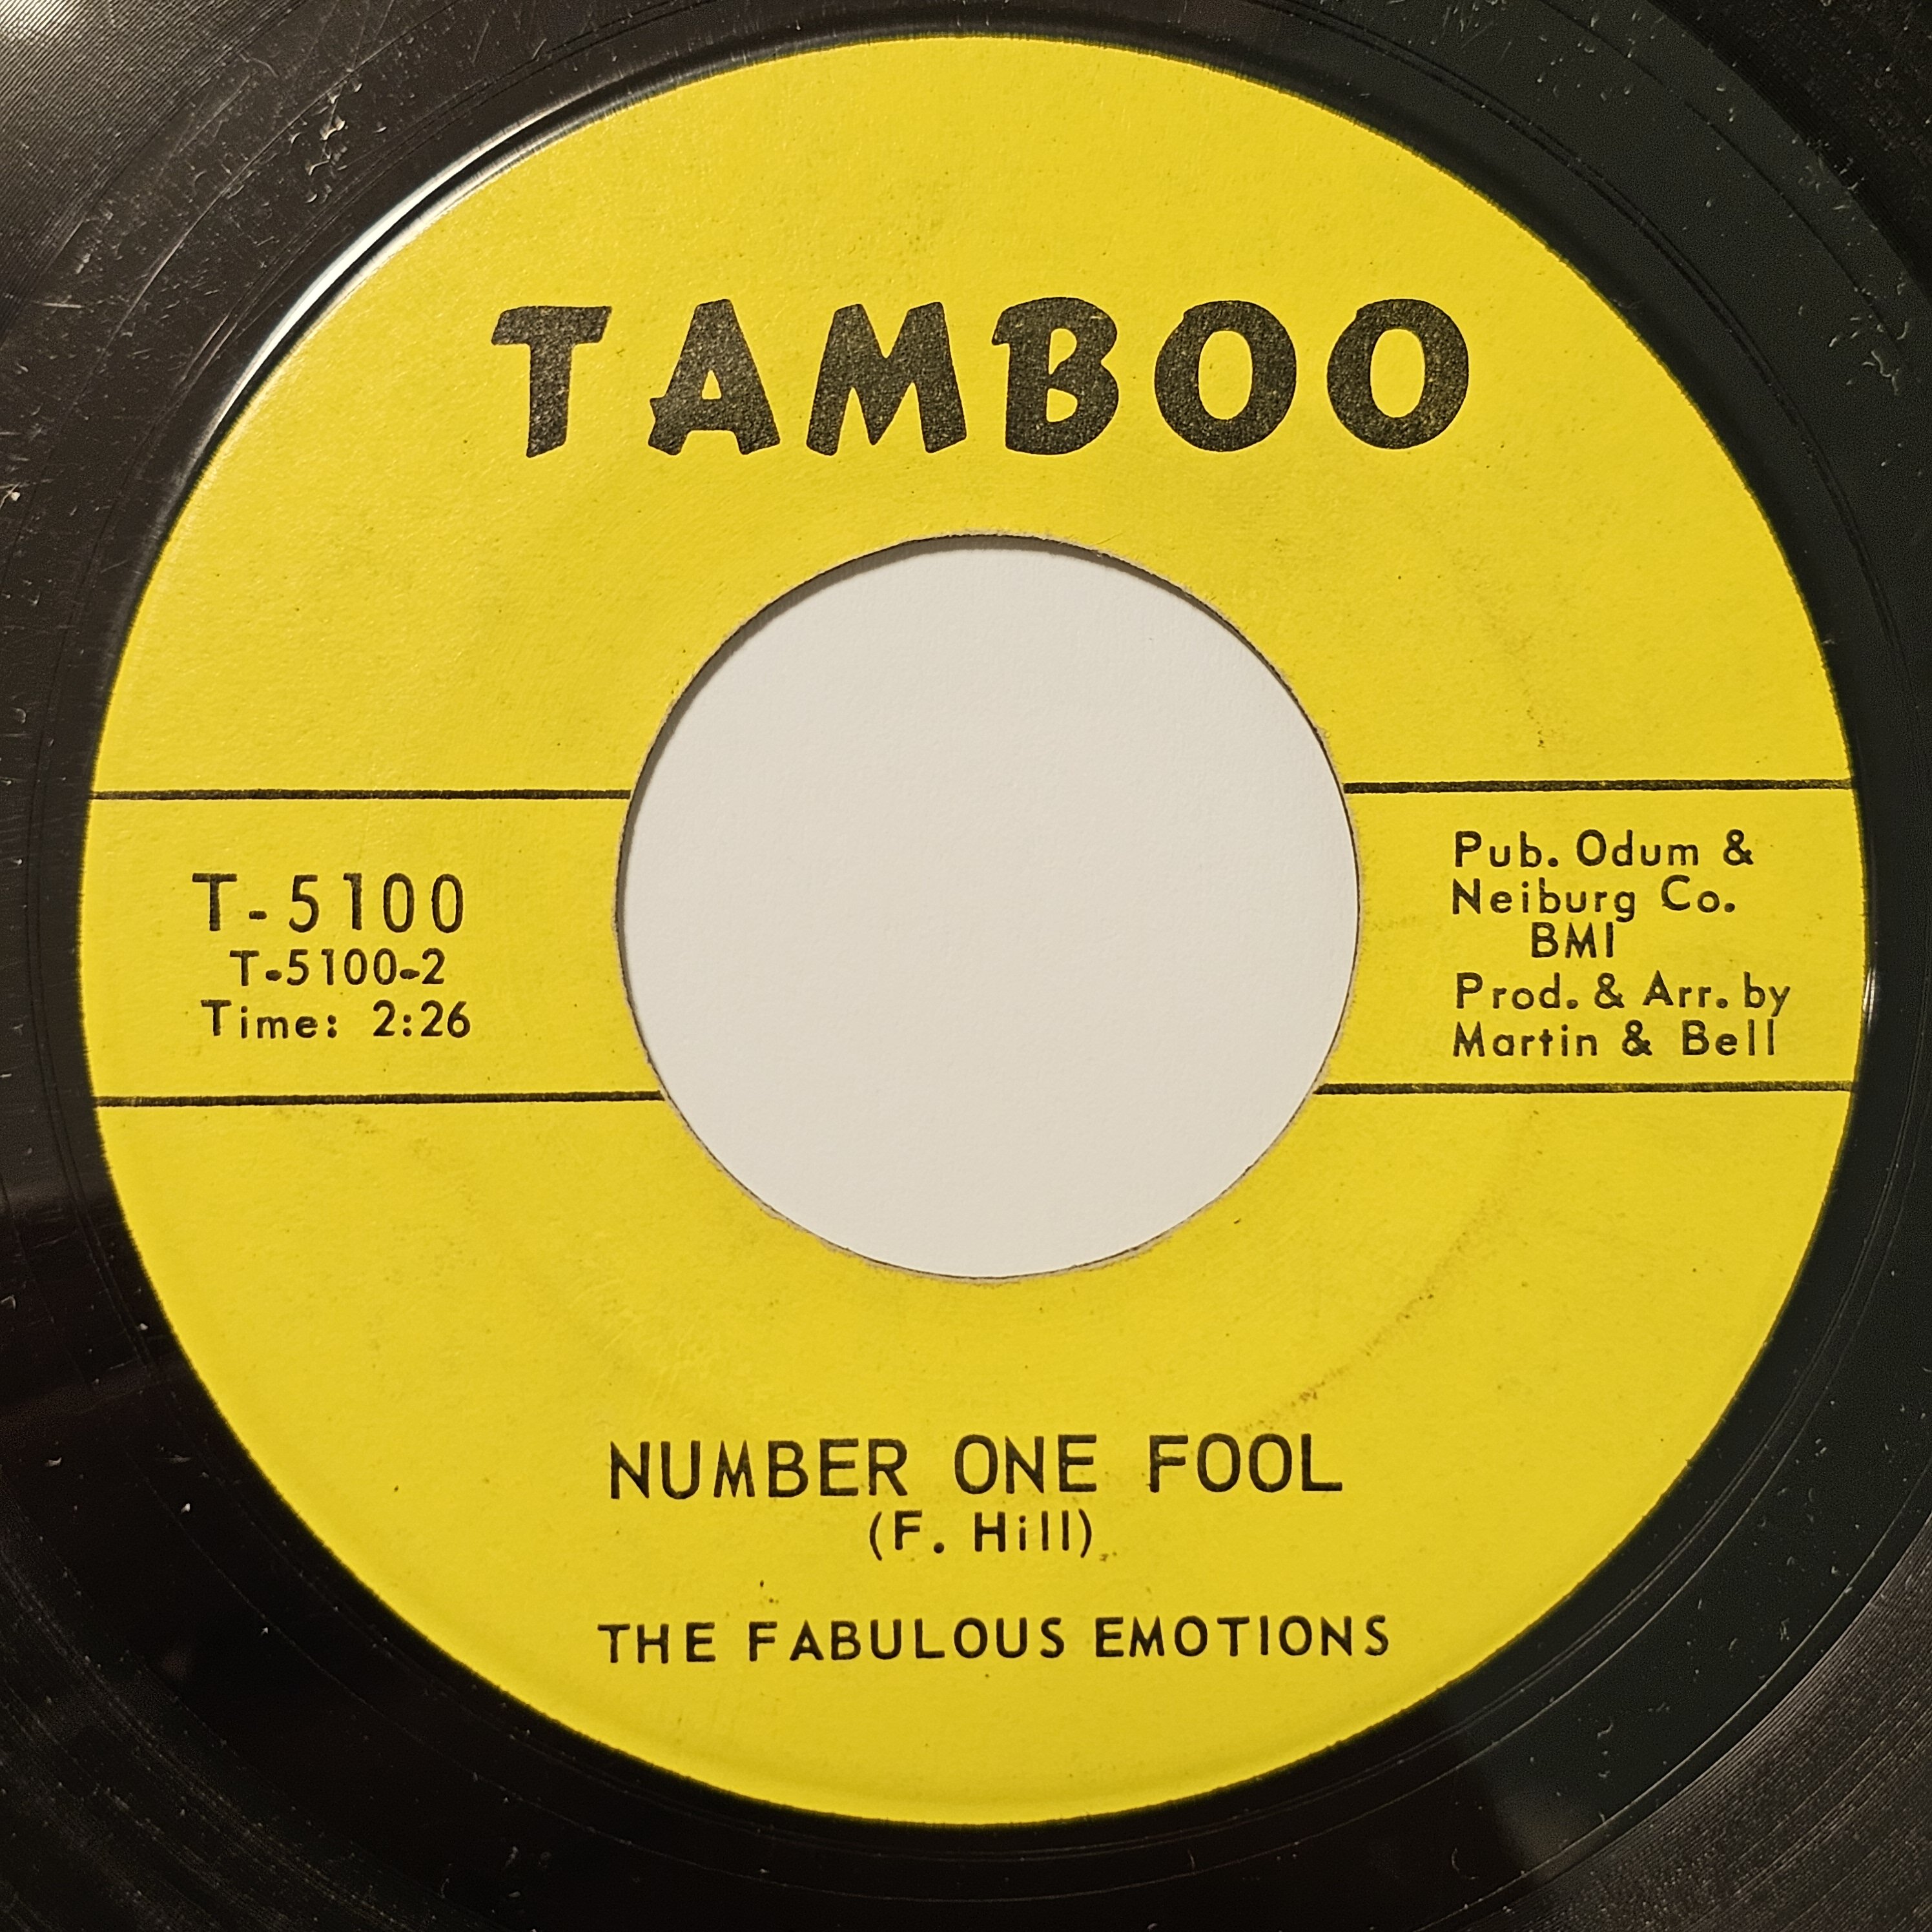 TAMBOO
T-5100
T-5100-2
Time: 2:26
Pub. Odum &
Neiburg Co.
BMI
Prod. & Arr. by
Martin & Bell
NUMBER ONE FOOL
(F. Hill)
THE FABULOUS EMOTIONS